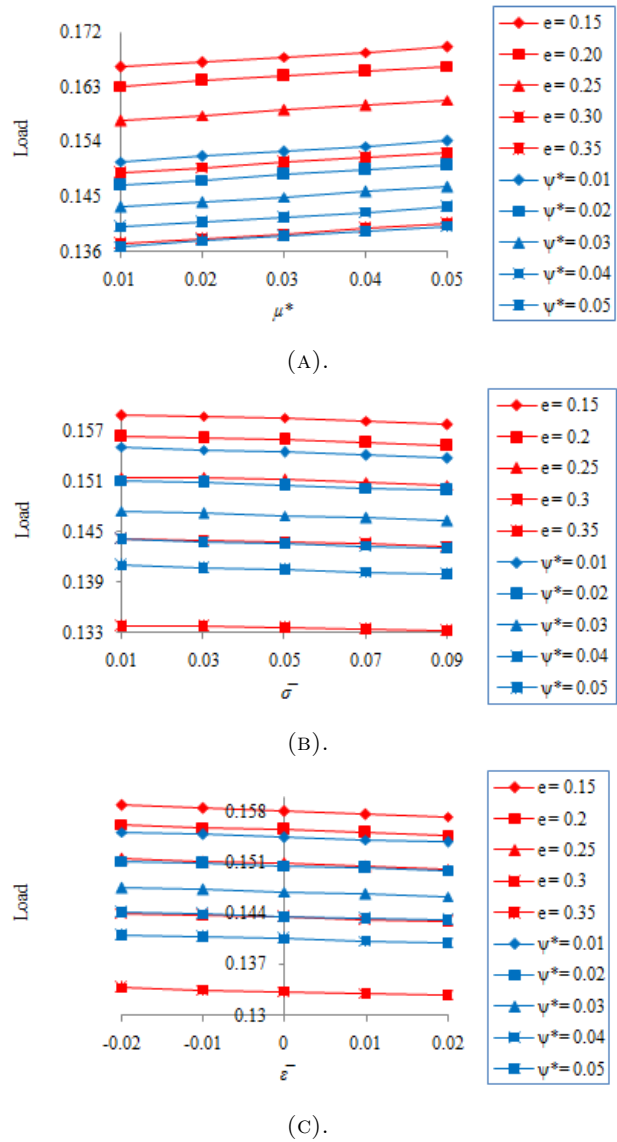 0.172
0.163
0.154
0.145
0.136
Load
0.01 0.02 0.03 0.04 0.05
μ*
e = 0.15
e = 0.20
e = 0.25
e = 0.30
e = 0.35
ψ*= 0.01
ψ*= 0.02
ψ*= 0.03
ψ*= 0.04
ψ*= 0.05
(A).
0.157
0.151
0.145
0.139
0.133
Load
0.01 0.03 0.05 0.07 0.09
σ̄
e = 0.15
e = 0.2
e = 0.25
e = 0.3
e = 0.35
ψ*= 0.01
ψ*= 0.02
ψ*= 0.03
ψ*= 0.04
ψ*= 0.05
(B).
0.158
0.151
0.144
0.137
0.13
Load
-0.02 -0.01 0 0.01 0.02
ε̄
e = 0.15
e = 0.2
e = 0.25
e = 0.3
e = 0.35
ψ*= 0.01
ψ*= 0.02
ψ*= 0.03
ψ*= 0.04
ψ*= 0.05
(C).